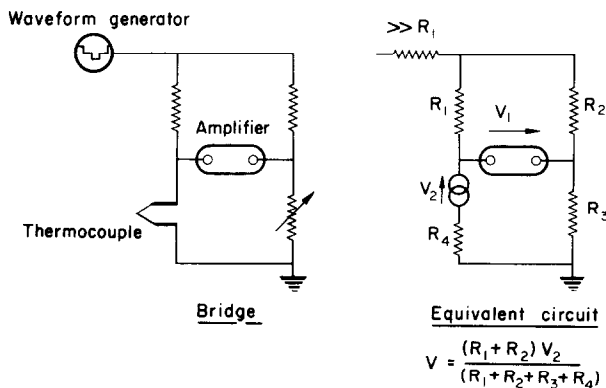 Waveform generator
Amplifier
Thermocouple
Bridge
>> R₁
R₁
V₁
R₂
V₂
R₃
R₄
Equivalent circuit
V = (R₁ + R₂) V₂ / (R₁ + R₂ + R₃ + R₄)